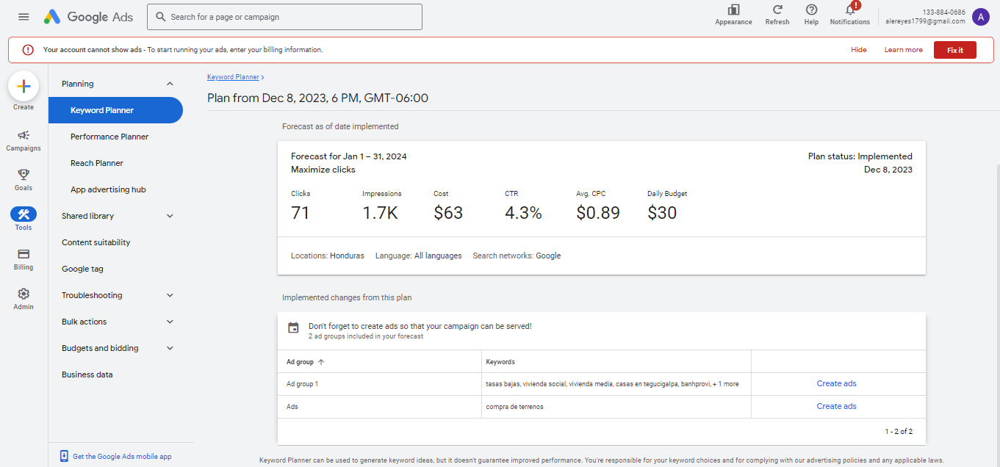 Google Ads
Search for a page or campaign
Appearance
Refresh
Help
!
Notifications
133-884-0686
alereyes1799@gmail.com
A
Your account cannot show ads - To start running your ads, enter your billing information.
Hide
Learn more
Fix it
Create
Campaigns
Goals
Tools
Billing
Admin
Planning
Keyword Planner
Performance Planner
Reach Planner
App advertising hub
Shared library
Content suitability
Google tag
Troubleshooting
Bulk actions
Budgets and bidding
Business data
Get the Google Ads mobile app
Keyword Planner >
Plan from Dec 8, 2023, 6 PM, GMT-06:00
Forecast as of date implemented
Forecast for Jan 1 – 31, 2024
Maximize clicks
Plan status: Implemented
Dec 8, 2023
Clicks Impressions Cost CTR Avg. CPC Daily Budget
71 1.7K $63 4.3% $0.89 $30
Locations: Honduras Language: All languages Search networks: Google
Implemented changes from this plan
Don't forget to create ads so that your campaign can be served!
2 ad groups included in your forecast
Ad group Keywords
Ad group 1 tasas bajas, vivienda social, vivienda media, casas en tegucigalpa, banhprovi, + 1 more Create ads
Ads compra de terrenos Create ads
1 - 2 of 2
Keyword Planner can be used to generate keyword ideas, but it doesn't guarantee improved performance. You're responsible for your keyword choices and for complying with our advertising policies and any applicable laws.